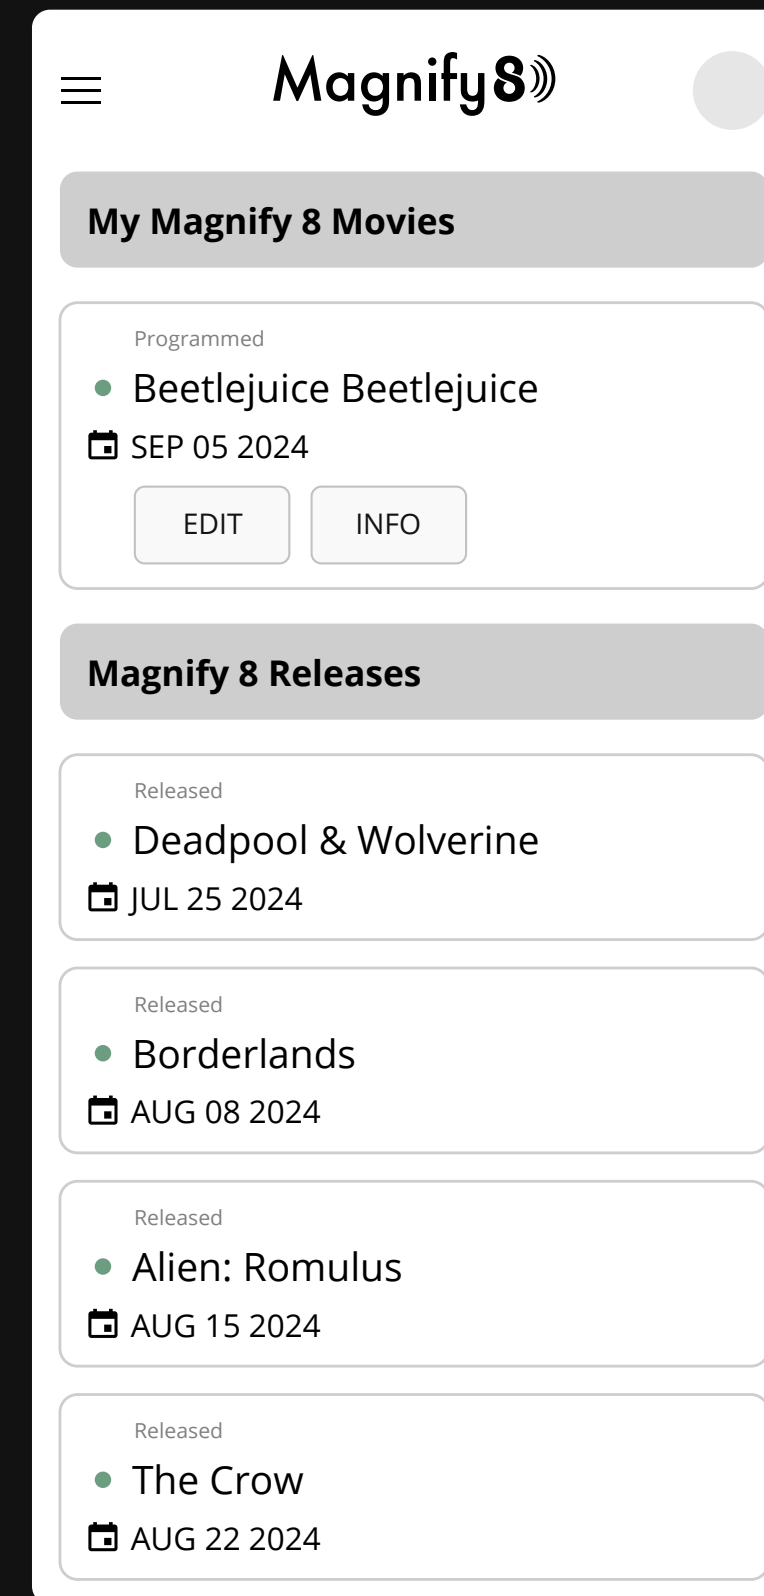 Magnify8
My Magnify 8 Movies
Programmed
Beetlejuice Beetlejuice
SEP 05 2024
EDIT INFO
Magnify 8 Releases
Released
Deadpool & Wolverine
JUL 25 2024
Released
Borderlands
AUG 08 2024
Released
Alien: Romulus
AUG 15 2024
Released
The Crow
AUG 22 2024